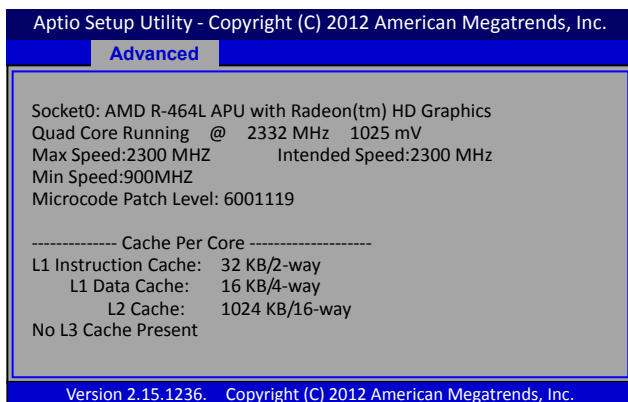 Aptio Setup Utility - Copyright (C) 2012 American Megatrends, Inc.
Advanced
Socket0: AMD R-464L APU with Radeon(tm) HD Graphics
Quad Core Running @ 2332 MHz 1025 mV
Max Speed:2300 MHZ Intended Speed:2300 MHz
Min Speed:900MHZ
Microcode Patch Level: 6001119
-------------- Cache Per Core --------------------
L1 Instruction Cache: 32 KB/2-way
L1 Data Cache: 16 KB/4-way
L2 Cache: 1024 KB/16-way
No L3 Cache Present
Version 2.15.1236. Copyright (C) 2012 American Megatrends, Inc.